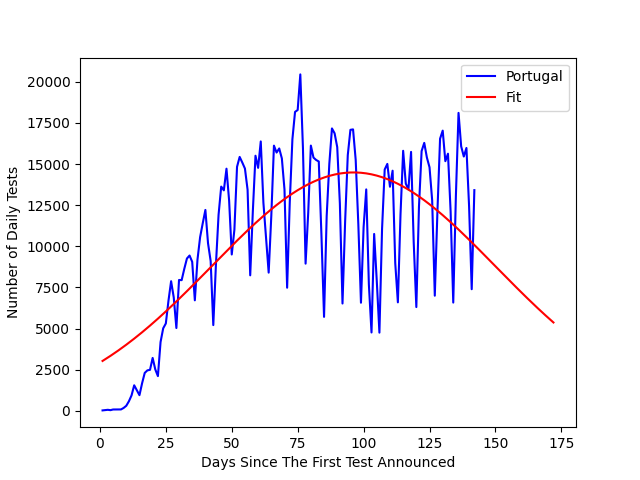 Portugal
Fit
20000
17500
15000
12500
10000
7500
5000
2500
0
Number of Daily Tests
0 25 50 75 100 125 150 175
Days Since The First Test Announced